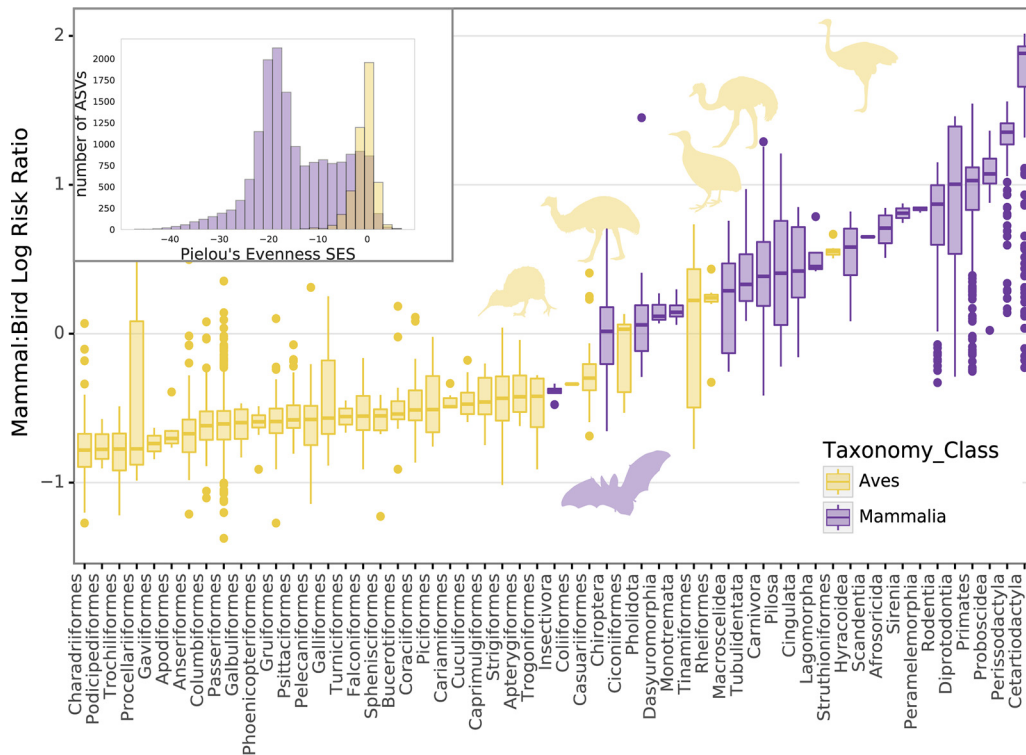 2
1
0
−1
Mammal:Bird Log Risk Ratio
number of ASVs
2000
1750
1500
1250
1000
750
500
250
0
−40
−30
−20
−10
0
Pielou's Evenness SES
Taxonomy_Class
Aves
Mammalia
Charadriiformes
Podicipediformes
Trochiliformes
Procellariiformes
Gaviiformes
Apodiformes
Anseriformes
Columbiformes
Passeriformes
Galbuliformes
Phoenicopteriformes
Gruiformes
Psittaciformes
Pelecaniformes
Galliformes
Turniciformes
Falconiformes
Sphenisciformes
Bucerotiformes
Coraciiformes
Piciformes
Cariamiformes
Cuculiformes
Caprimulgiformes
Strigiformes
Apterygiformes
Trogoniformes
Insectivora
Coliiformes
Casuariiformes
Chiroptera
Ciconiiformes
Pholidota
Dasyuromorphia
Monotremata
Tinamiformes
Rheiformes
Macroscelidea
Tubulidentata
Carnivora
Pilosa
Cingulata
Lagomorpha
Struthioniformes
Hyracoidea
Scandentia
Afrosoricida
Sirenia
Peramelemorphia
Rodentia
Diprotodontia
Primates
Proboscidea
Perissodactyla
Cetartiodactyla